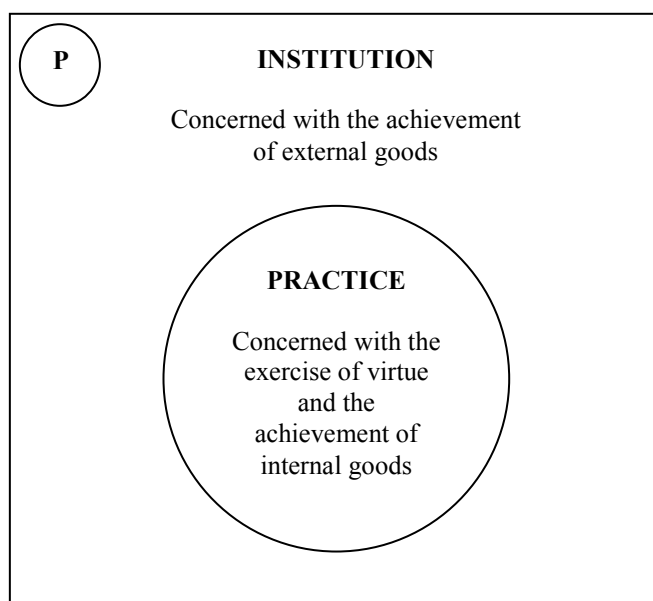 P
INSTITUTION
Concerned with the achievement
of external goods
PRACTICE
Concerned with the
exercise of virtue
and the
achievement of
internal goods